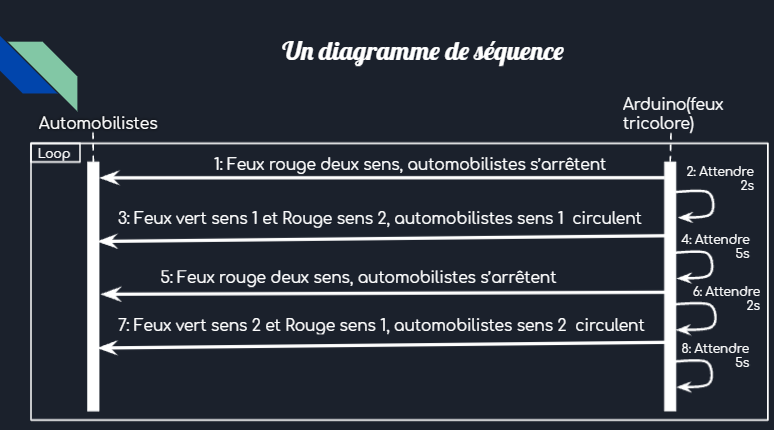 Un diagramme de séquence
Automobilistes
Arduino(feux
tricolore)
Loop
1: Feux rouge deux sens, automobilistes s'arrêtent
2: Attendre
2s
3: Feux vert sens 1 et Rouge sens 2, automobilistes sens 1 circulent
4: Attendre
5s
5: Feux rouge deux sens, automobilistes s'arrêtent
6: Attendre
2s
7: Feux vert sens 2 et Rouge sens 1, automobilistes sens 2 circulent
8: Attendre
5s